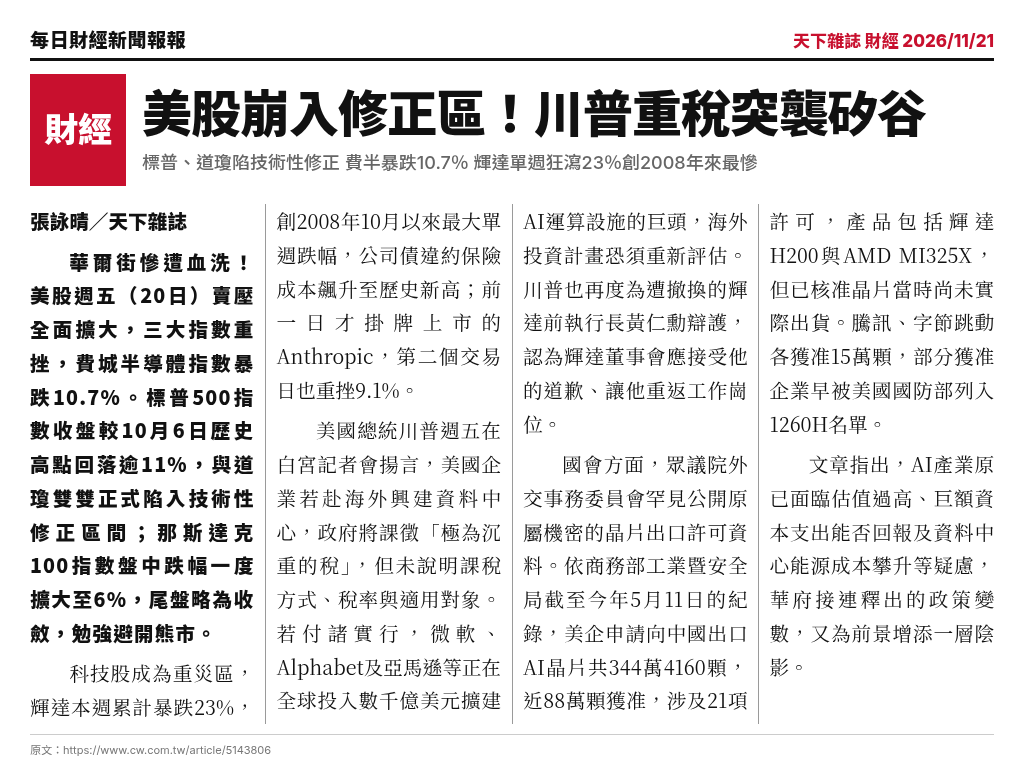 每日財經新聞報報
天下雜誌 財經 2026/11/21
財經
美股崩入修正區！川普重稅突襲矽谷
標普、道瓊陷技術性修正 費半暴跌10.7% 輝達單週狂瀉23%創2008年來最慘
張詠晴／天下雜誌
華爾街慘遭血洗！
美股週五（20日）賣壓
全面擴大，三大指數重
挫，費城半導體指數暴
跌10.7%。標普500指
數收盤較10月6日歷史
高點回落逾11%，與道
瓊雙雙正式陷入技術性
修正區間；那斯達克
100指數盤中跌幅一度
擴大至6%，尾盤略為收
斂，勉強避開熊市。
科技股成為重災區，
輝達本週累計暴跌23%，
創2008年10月以來最大單
週跌幅，公司債違約保險
成本飆升至歷史新高；前
一日才掛牌上市的
Anthropic，第二個交易
日也重挫9.1%。
美國總統川普週五在
白宮記者會揚言，美國企
業若赴海外興建資料中
心，政府將課徵「極為沉
重的稅」，但未說明課稅
方式、稅率與適用對象。
若付諸實行，微軟、
Alphabet及亞馬遜等正在
全球投入數千億美元擴建
AI運算設施的巨頭，海外
投資計畫恐須重新評估。
川普也再度為遭撤換的輝
達前執行長黃仁勳辯護，
認為輝達董事會應接受他
的道歉、讓他重返工作崗
位。
國會方面，眾議院外
交事務委員會罕見公開原
屬機密的晶片出口許可資
料。依商務部工業暨安全
局截至今年5月11日的紀
錄，美企申請向中國出口
AI晶片共344萬4160顆，
近88萬顆獲准，涉及21項
許可，產品包括輝達
H200與AMD MI325X，
但已核准晶片當時尚未實
際出貨。騰訊、字節跳動
各獲准15萬顆，部分獲准
企業早被美國國防部列入
1260H名單。
文章指出，AI產業原
已面臨估值過高、巨額資
本支出能否回報及資料中
心能源成本攀升等疑慮，
華府接連釋出的政策變
數，又為前景增添一層陰
影。
原文：https://www.cw.com.tw/article/5143806